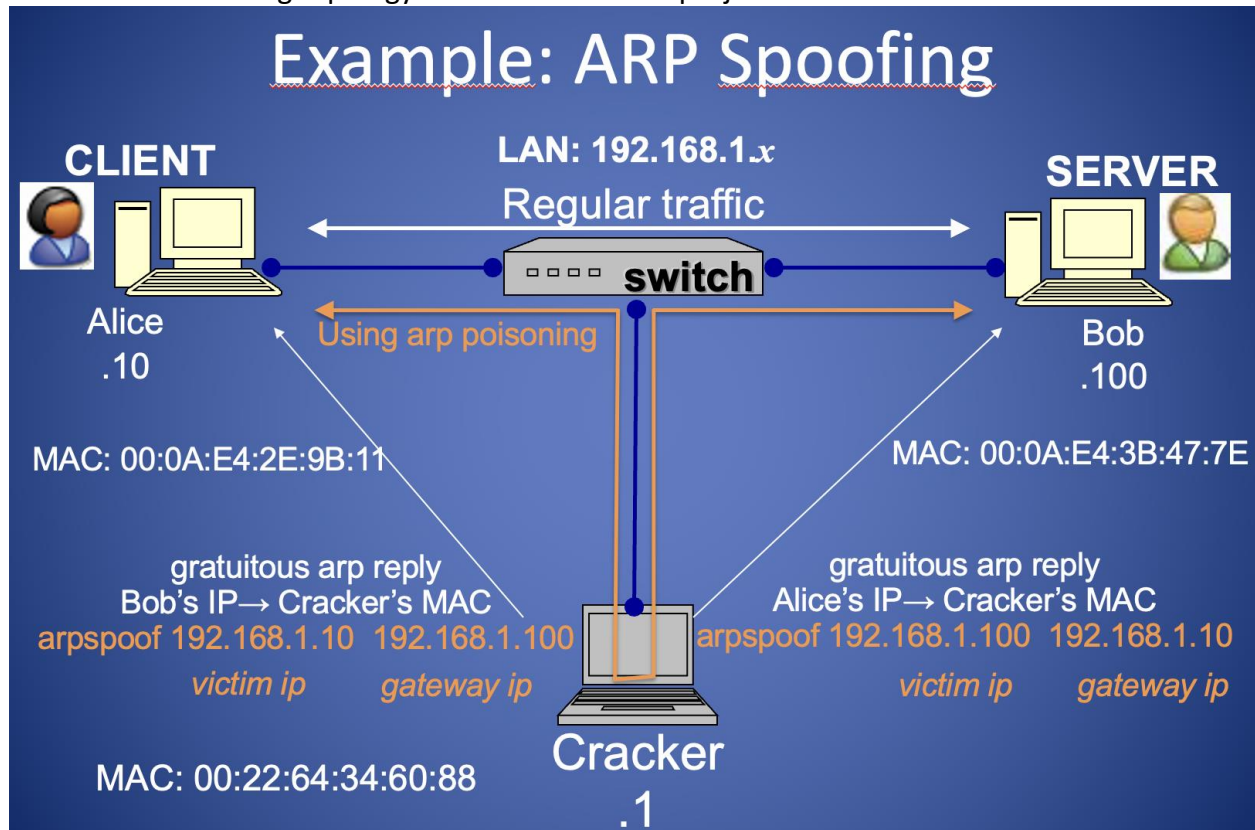 Example: ARP Spoofing
LAN: 192.168.1.x
CLIENT
SERVER
Regular traffic
switch
Using arp poisoning
Alice
.10
Bob
.100
MAC: 00:0A:E4:2E:9B:11
MAC: 00:0A:E4:3B:47:7E
gratuitous arp reply
Bob's IP→ Cracker's MAC
arpspoof 192.168.1.10 192.168.1.100
victim ip gateway ip
gratuitous arp reply
Alice's IP→ Cracker's MAC
arpspoof 192.168.1.100 192.168.1.10
victim ip gateway ip
Cracker
.1
MAC: 00:22:64:34:60:88